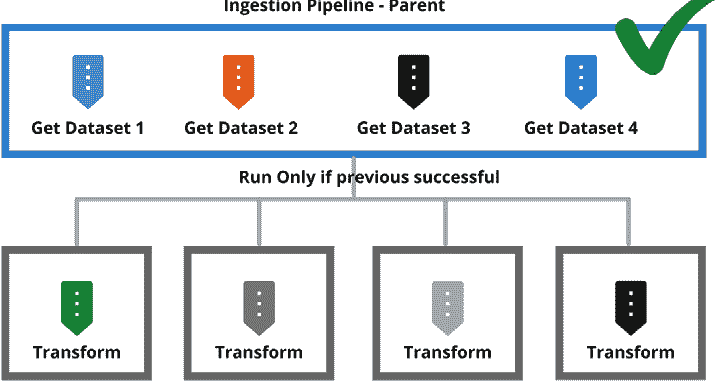 Ingestion Pipeline - Parent
Get Dataset 1
Get Dataset 2
Get Dataset 3
Get Dataset 4
Run Only if previous successful
Transform
Transform
Transform
Transform